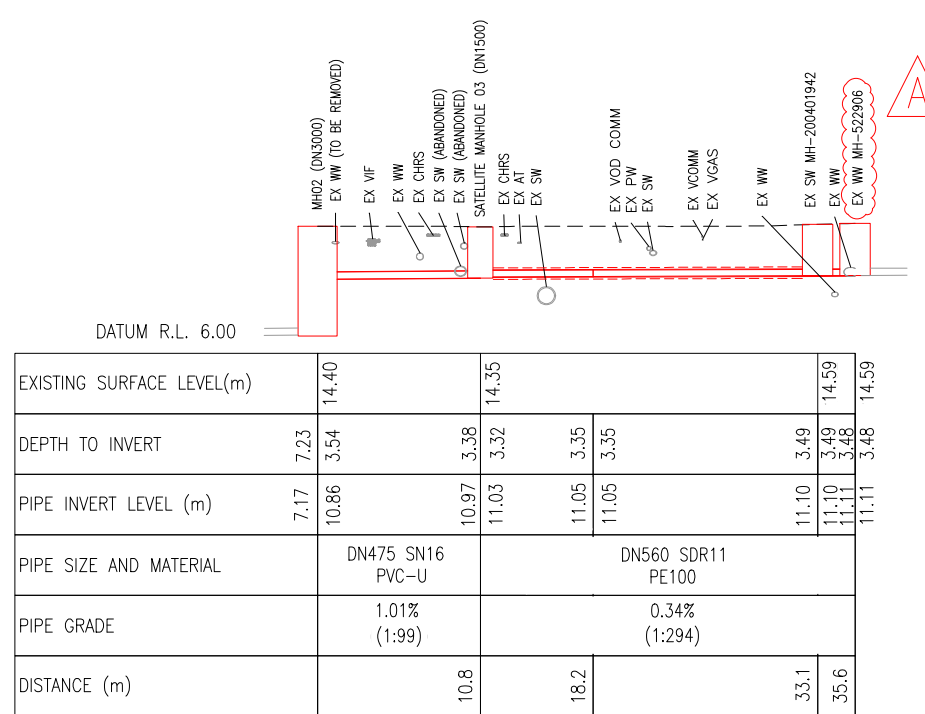 MH02 (DN3000)
EX WW (TO BE REMOVED)
EX VIF
EX WW
EX CHRS
EX SW (ABANDONED)
EX SW (ABANDONED)
SATELLITE MANHOLE 03 (DN1500)
EX CHRS
EX AT
EX SW
EX VOD COMM
EX PW
EX SW
EX VCOMM
EX VGAS
EX WW
EX SW MH-200401942
EX WW
EX WW MH-522906
A
DATUM R.L. 6.00
EXISTING SURFACE LEVEL(m) 14.40 14.35 14.59 14.59
DEPTH TO INVERT 7.23 3.54 3.38 3.32 3.35 3.35 3.49 3.49 3.48 3.48
PIPE INVERT LEVEL (m) 7.17 10.86 10.97 11.03 11.05 11.05 11.10 11.10 11.11 11.11
PIPE SIZE AND MATERIAL
DN475 SN16
PVC-U
DN560 SDR11
PE100
PIPE GRADE
1.01%
(1:99)
0.34%
(1:294)
DISTANCE (m) 10.8 18.2 33.1 35.6